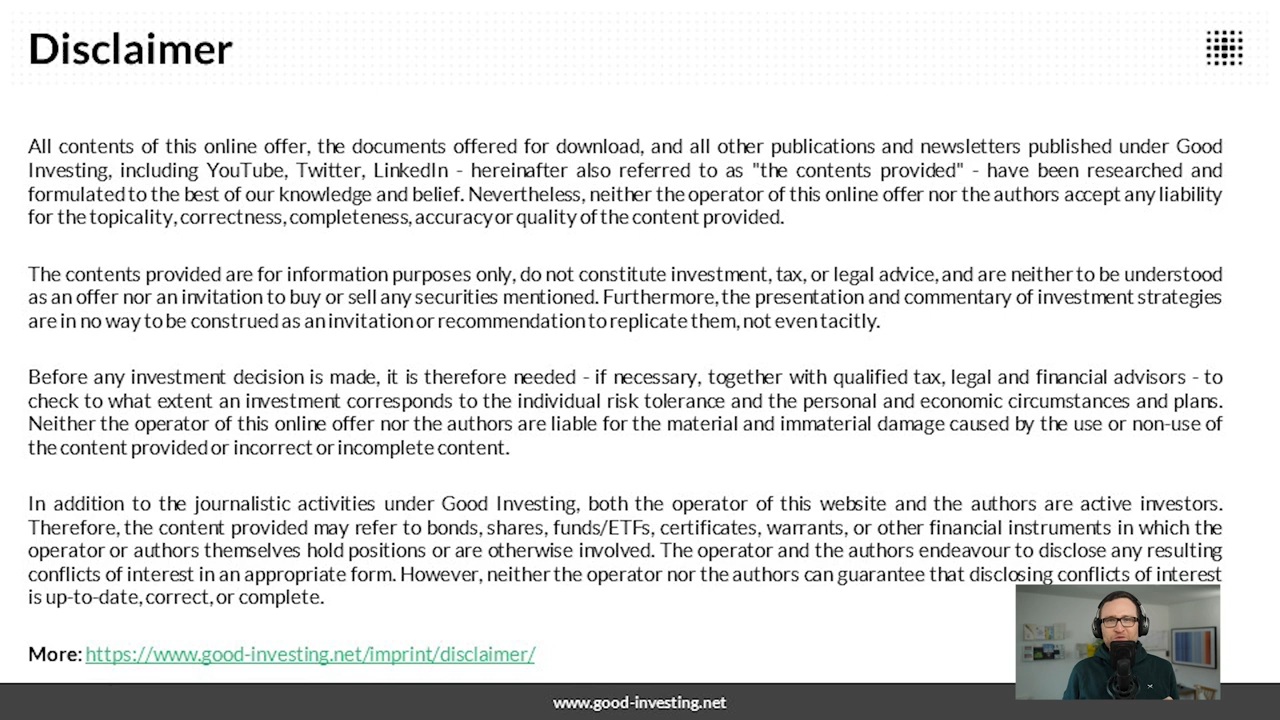 Disclaimer
All contents of this online offer, the documents offered for download, and all other publications and newsletters published under Good
Investing, including YouTube, Twitter, LinkedIn - hereinafter also referred to as "the contents provided" - have been researched and
formulated to the best of our knowledge and belief. Nevertheless, neither the operator of this online offer nor the authors accept any liability
for the topicality, correctness, completeness, accuracy or quality of the content provided.
The contents provided are for information purposes only, do not constitute investment, tax, or legal advice, and are neither to be understood
as an offer nor an invitation to buy or sell any securities mentioned. Furthermore, the presentation and commentary of investment strategies
are in no way to be construed as an invitation or recommendation to replicate them, not even tacitly.
Before any investment decision is made, it is therefore needed - if necessary, together with qualified tax, legal and financial advisors - to
check to what extent an investment corresponds to the individual risk tolerance and the personal and economic circumstances and plans.
Neither the operator of this online offer nor the authors are liable for the material and immaterial damage caused by the use or non-use of
the content provided or incorrect or incomplete content.
In addition to the journalistic activities under Good Investing, both the operator of this website and the authors are active investors.
Therefore, the content provided may refer to bonds, shares, funds/ETFs, certificates, warrants, or other financial instruments in which the
operator or authors themselves hold positions or are otherwise involved. The operator and the authors endeavour to disclose any resulting
conflicts of interest in an appropriate form. However, neither the operator nor the authors can guarantee that disclosing conflicts of interest
is up-to-date, correct, or complete.
More: https://www.good-investing.net/imprint/disclaimer/
www.good-investing.net